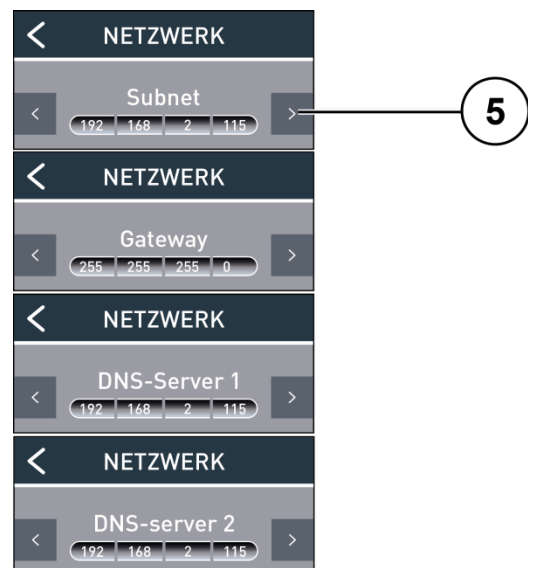 < NETZWERK
Subnet
< 192 168 2 115 >
5
< NETZWERK
Gateway
< 255 255 255 0 >
< NETZWERK
DNS-Server 1
< 192 168 2 115 >
< NETZWERK
DNS-server 2
< 192 168 2 115 >